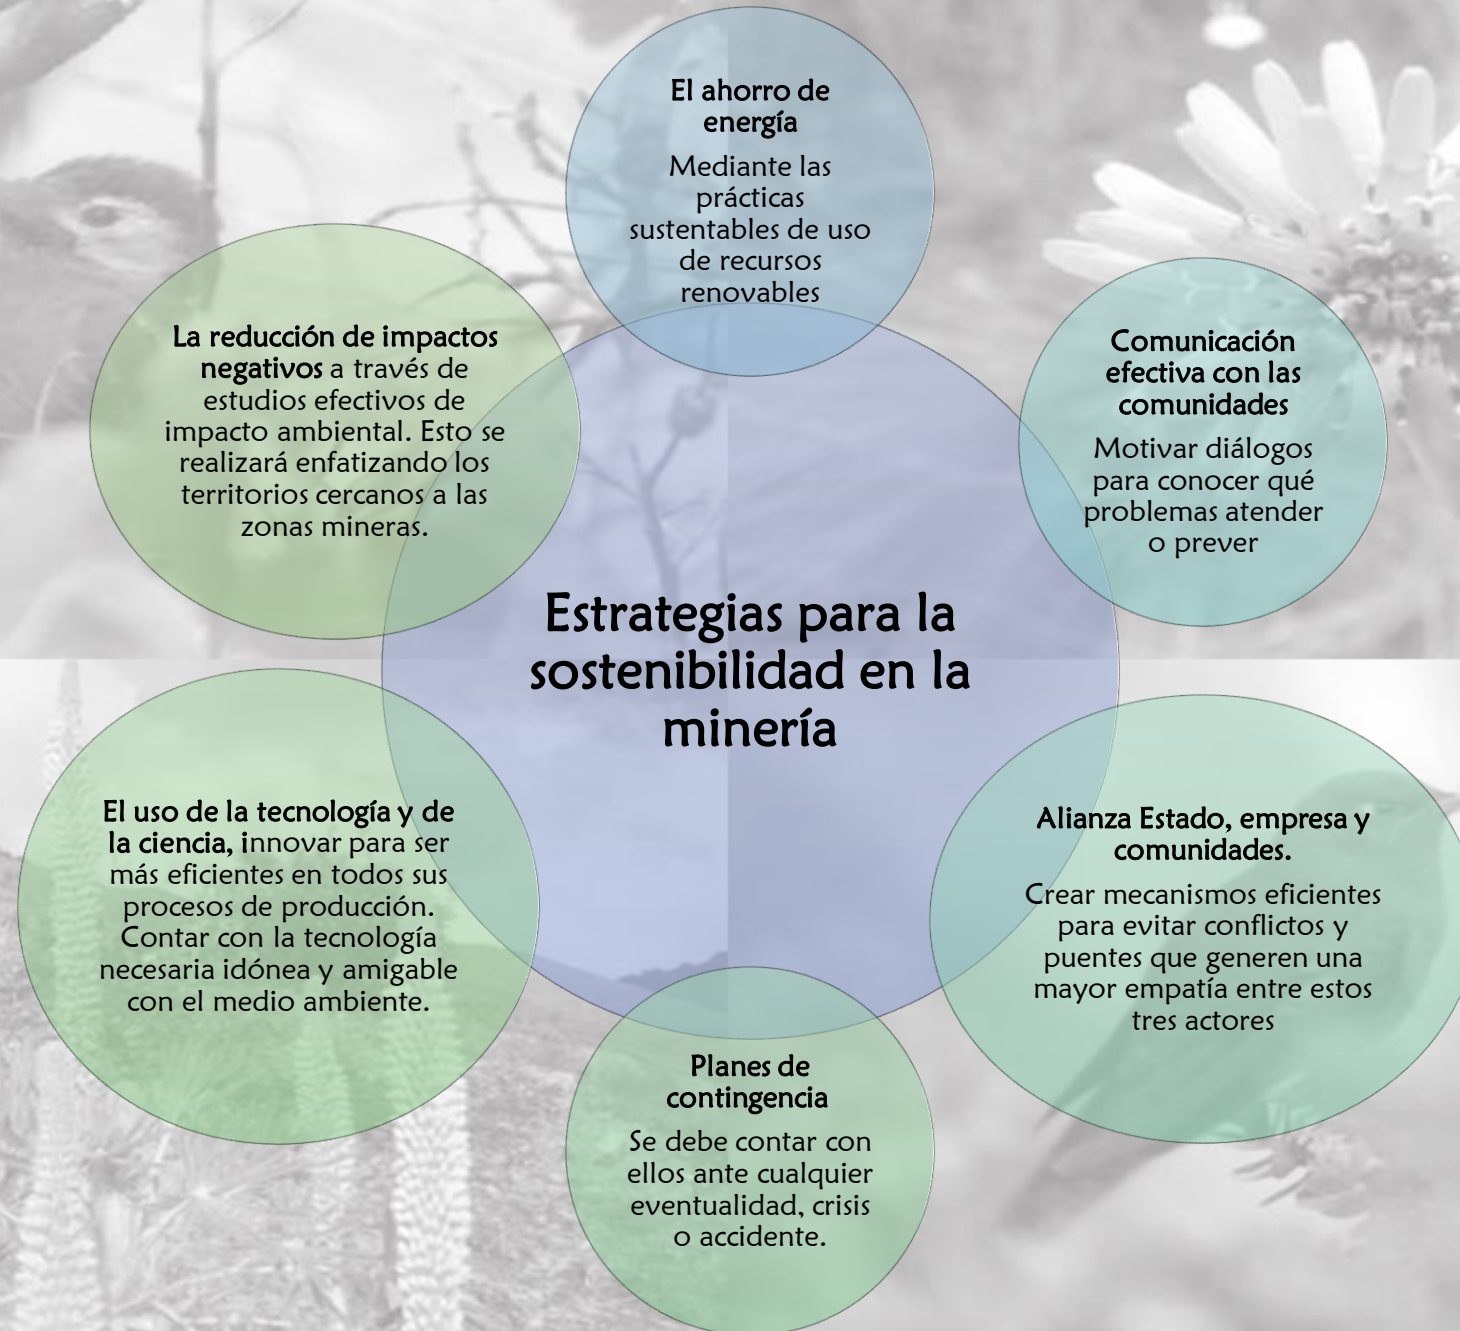 El ahorro de
energía
Mediante las
prácticas
sustentables de uso
de recursos
renovables
Comunicación
efectiva con las
comunidades
Motivar diálogos
para conocer qué
problemas atender
o prever
Alianza Estado, empresa y
comunidades.
Crear mecanismos eficientes
para evitar conflictos y
puentes que generen una
mayor empatía entre estos
tres actores
Planes de
contingencia
Se debe contar con
ellos ante cualquier
eventualidad, crisis
o accidente.
El uso de la tecnología y de
la ciencia, innovar para ser
más eficientes en todos sus
procesos de producción.
Contar con la tecnología
necesaria idónea y amigable
con el medio ambiente.
La reducción de impactos
negativos a través de
estudios efectivos de
impacto ambiental. Esto se
realizará enfatizando los
territorios cercanos a las
zonas mineras.
Estrategias para la
sostenibilidad en la
minería